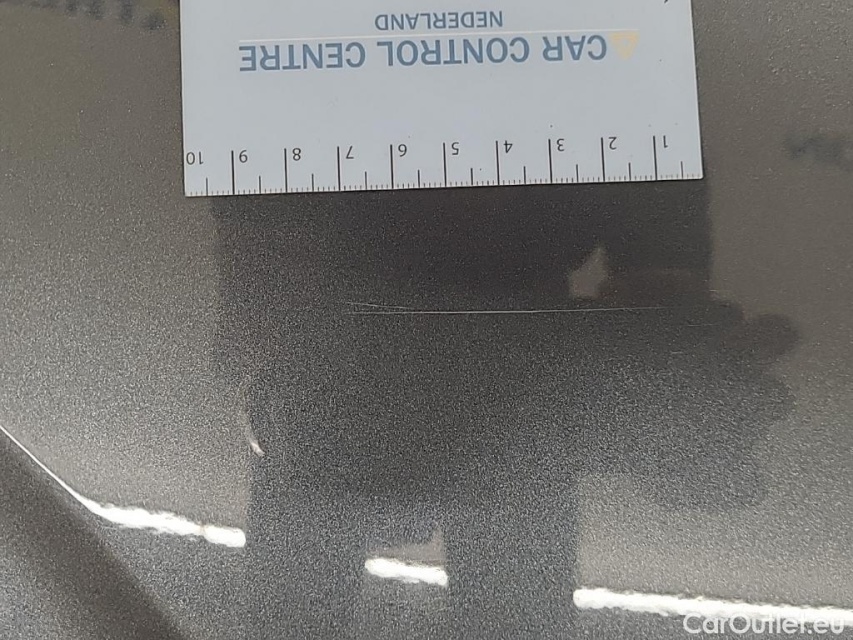 CAR CONTROL CENTRE
NEDERLAND
1 2 3 4 5 6 7 8 9 10
CarOutlet.eu